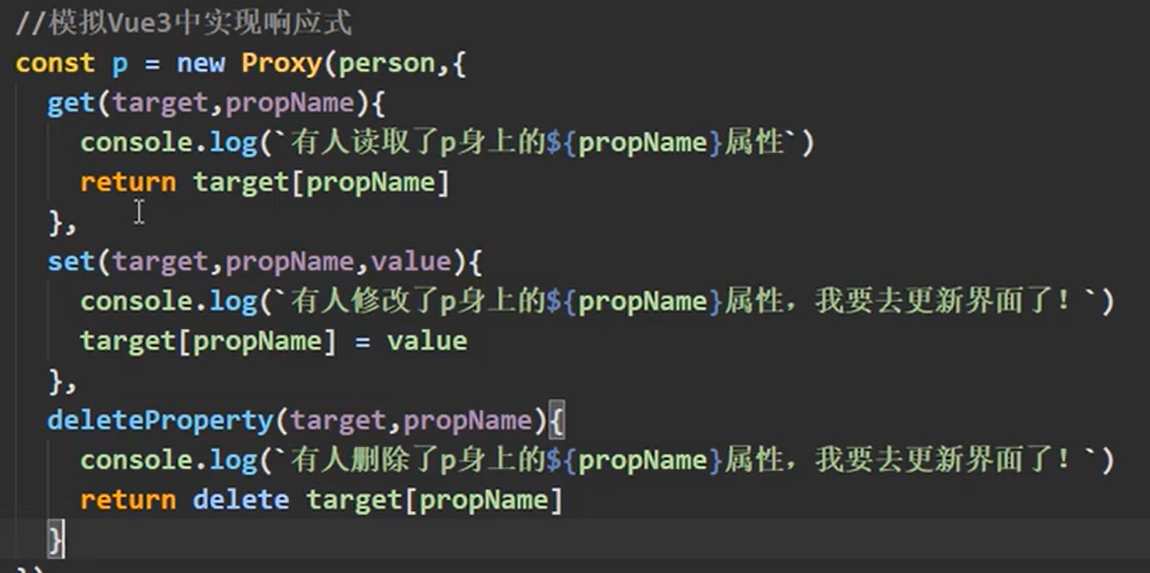 //模拟Vue3中实现响应式
const p = new Proxy(person,{
get(target,propName){
console.log(`有人读取了p身上的${propName}属性`)
return target[propName]
},
set(target,propName,value){
console.log(`有人修改了p身上的${propName}属性，我要去更新界面了！`)
target[propName] = value
},
deleteProperty(target,propName){
console.log(`有人删除了p身上的${propName}属性，我要去更新界面了！`)
return delete target[propName]
}
})